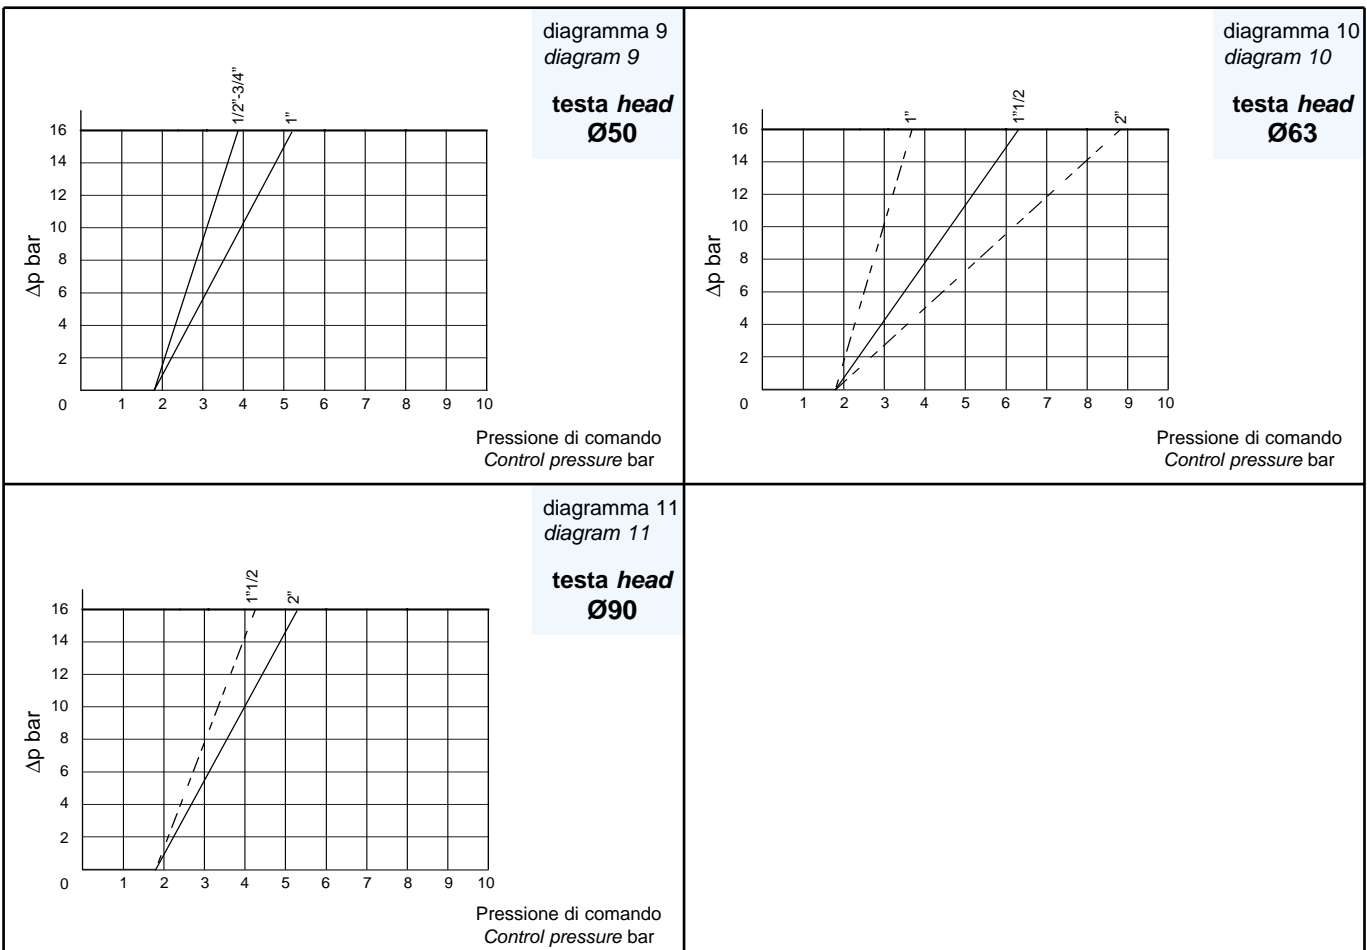 diagramma 9
diagram 9
testa head
Ø50
1/2”-3/4”
1”
16
14
12
10
8
6
4
2
0
Δp bar
1 2 3 4 5 6 7 8 9 10
Pressione di comando
Control pressure bar
diagramma 10
diagram 10
testa head
Ø63
1”
1”1/2
2”
16
14
12
10
8
6
4
2
0
Δp bar
1 2 3 4 5 6 7 8 9 10
Pressione di comando
Control pressure bar
diagramma 11
diagram 11
testa head
Ø90
1”1/2
2”
16
14
12
10
8
6
4
2
0
Δp bar
1 2 3 4 5 6 7 8 9 10
Pressione di comando
Control pressure bar